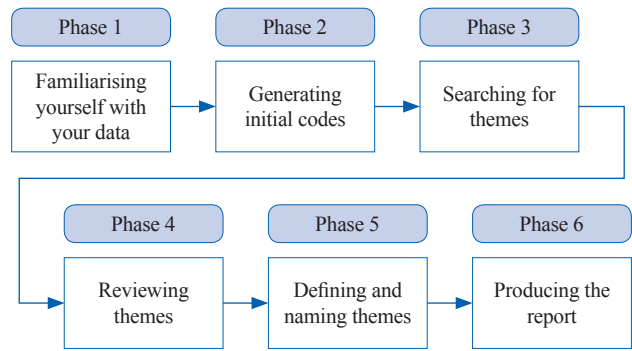 Phase 1
Phase 2
Phase 3
Familiarising
yourself with
your data
Generating
initial codes
Searching for
themes
Phase 4
Phase 5
Phase 6
Reviewing
themes
Defining and
naming themes
Producing the
report